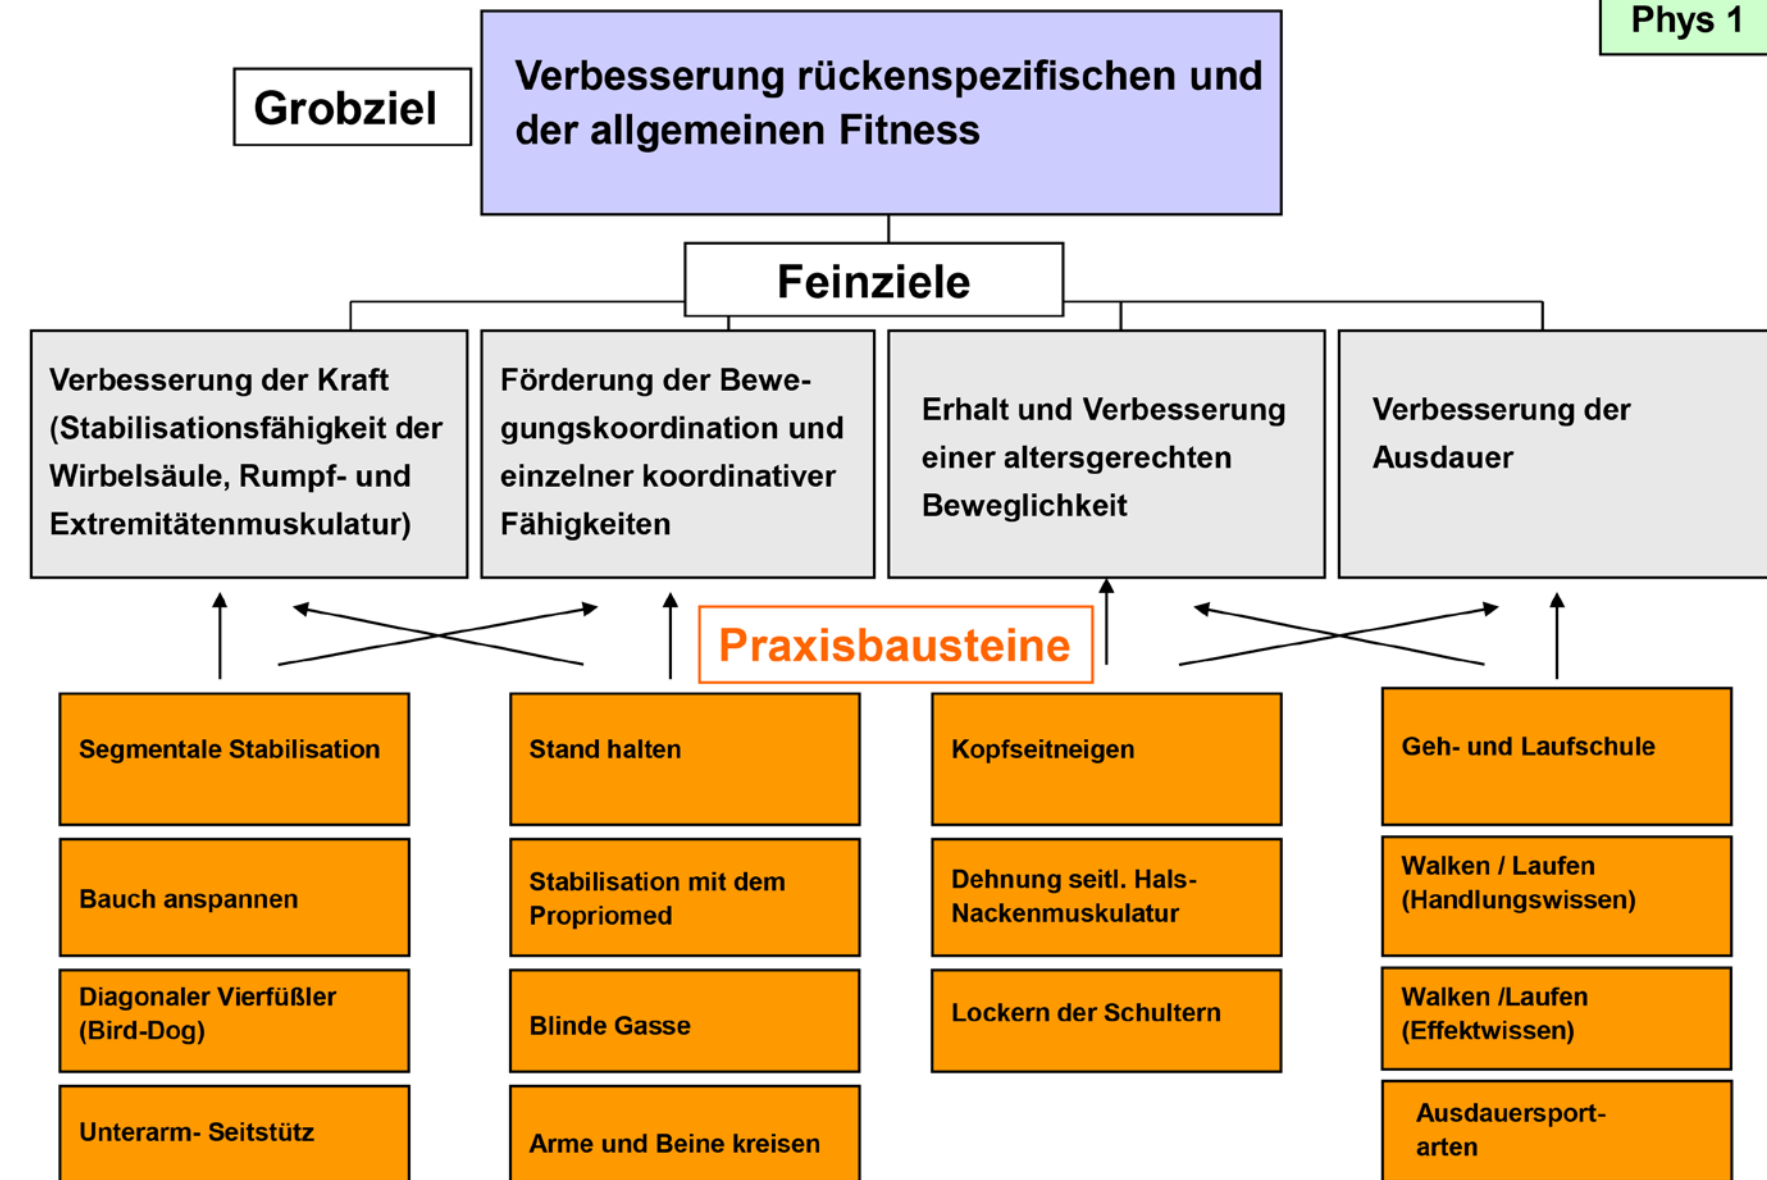 Phys 1
Grobziel
Verbesserung rückenspezifischen und
der allgemeinen Fitness
Feinziele
Verbesserung der Kraft
(Stabilisationsfähigkeit der
Wirbelsäule, Rumpf- und
Extremitätenmuskulatur)
Förderung der Bewe-
gungskoordination und
einzelner koordinativer
Fähigkeiten
Erhalt und Verbesserung
einer altersgerechten
Beweglichkeit
Verbesserung der
Ausdauer
Praxisbausteine
Segmentale Stabilisation
Bauch anspannen
Diagonaler Vierfüßler
(Bird-Dog)
Unterarm- Seitstütz
Stand halten
Stabilisation mit dem
Propriomed
Blinde Gasse
Arme und Beine kreisen
Kopfseitneigen
Dehnung seitl. Hals-
Nackenmuskulatur
Lockern der Schultern
Geh- und Laufschule
Walken / Laufen
(Handlungswissen)
Walken /Laufen
(Effektwissen)
Ausdauersport-
arten